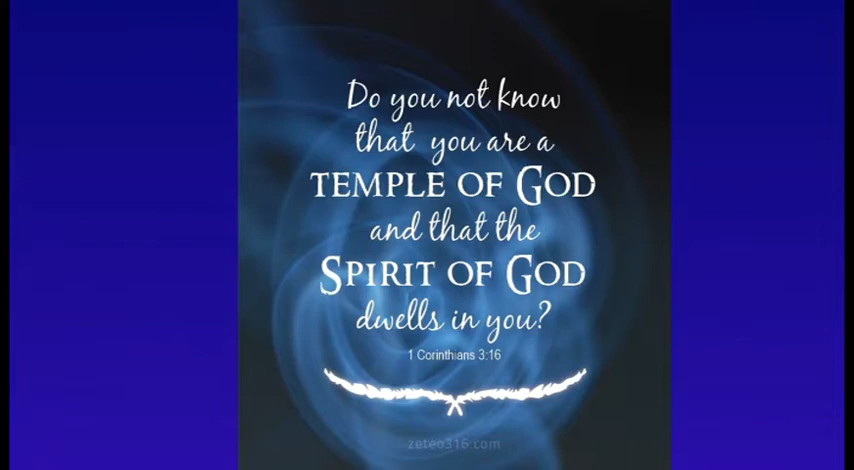 Do you not know
that you are a
TEMPLE OF GOD
and that the
SPIRIT OF GOD
dwells in you?
1 Corinthians 3:16
zeteo316.com